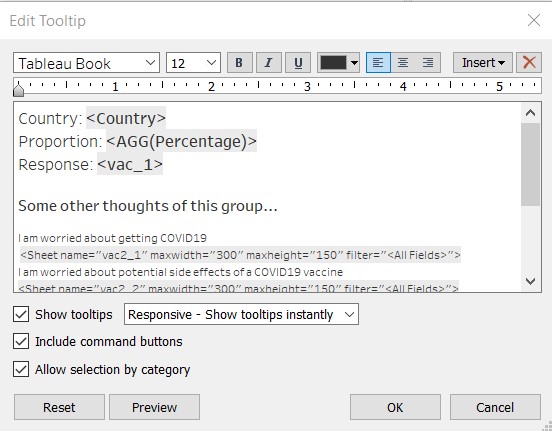 Edit Tooltip
Tableau Book 12 B I U Insert
1 2 3 4 5
Country: <Country>
Proportion: <AGG(Percentage)>
Response: <vac_1>
Some other thoughts of this group...
I am worried about getting COVID19
<Sheet name="vac2_1" maxwidth="300" maxheight="150" filter="<All Fields>">
I am worried about potential side effects of a COVID19 vaccine
<Sheet name="vac2_2" maxwidth="300" maxheight="150" filter="<All Fields>">
Show tooltips Responsive - Show tooltips instantly
Include command buttons
Allow selection by category
Reset Preview OK Cancel